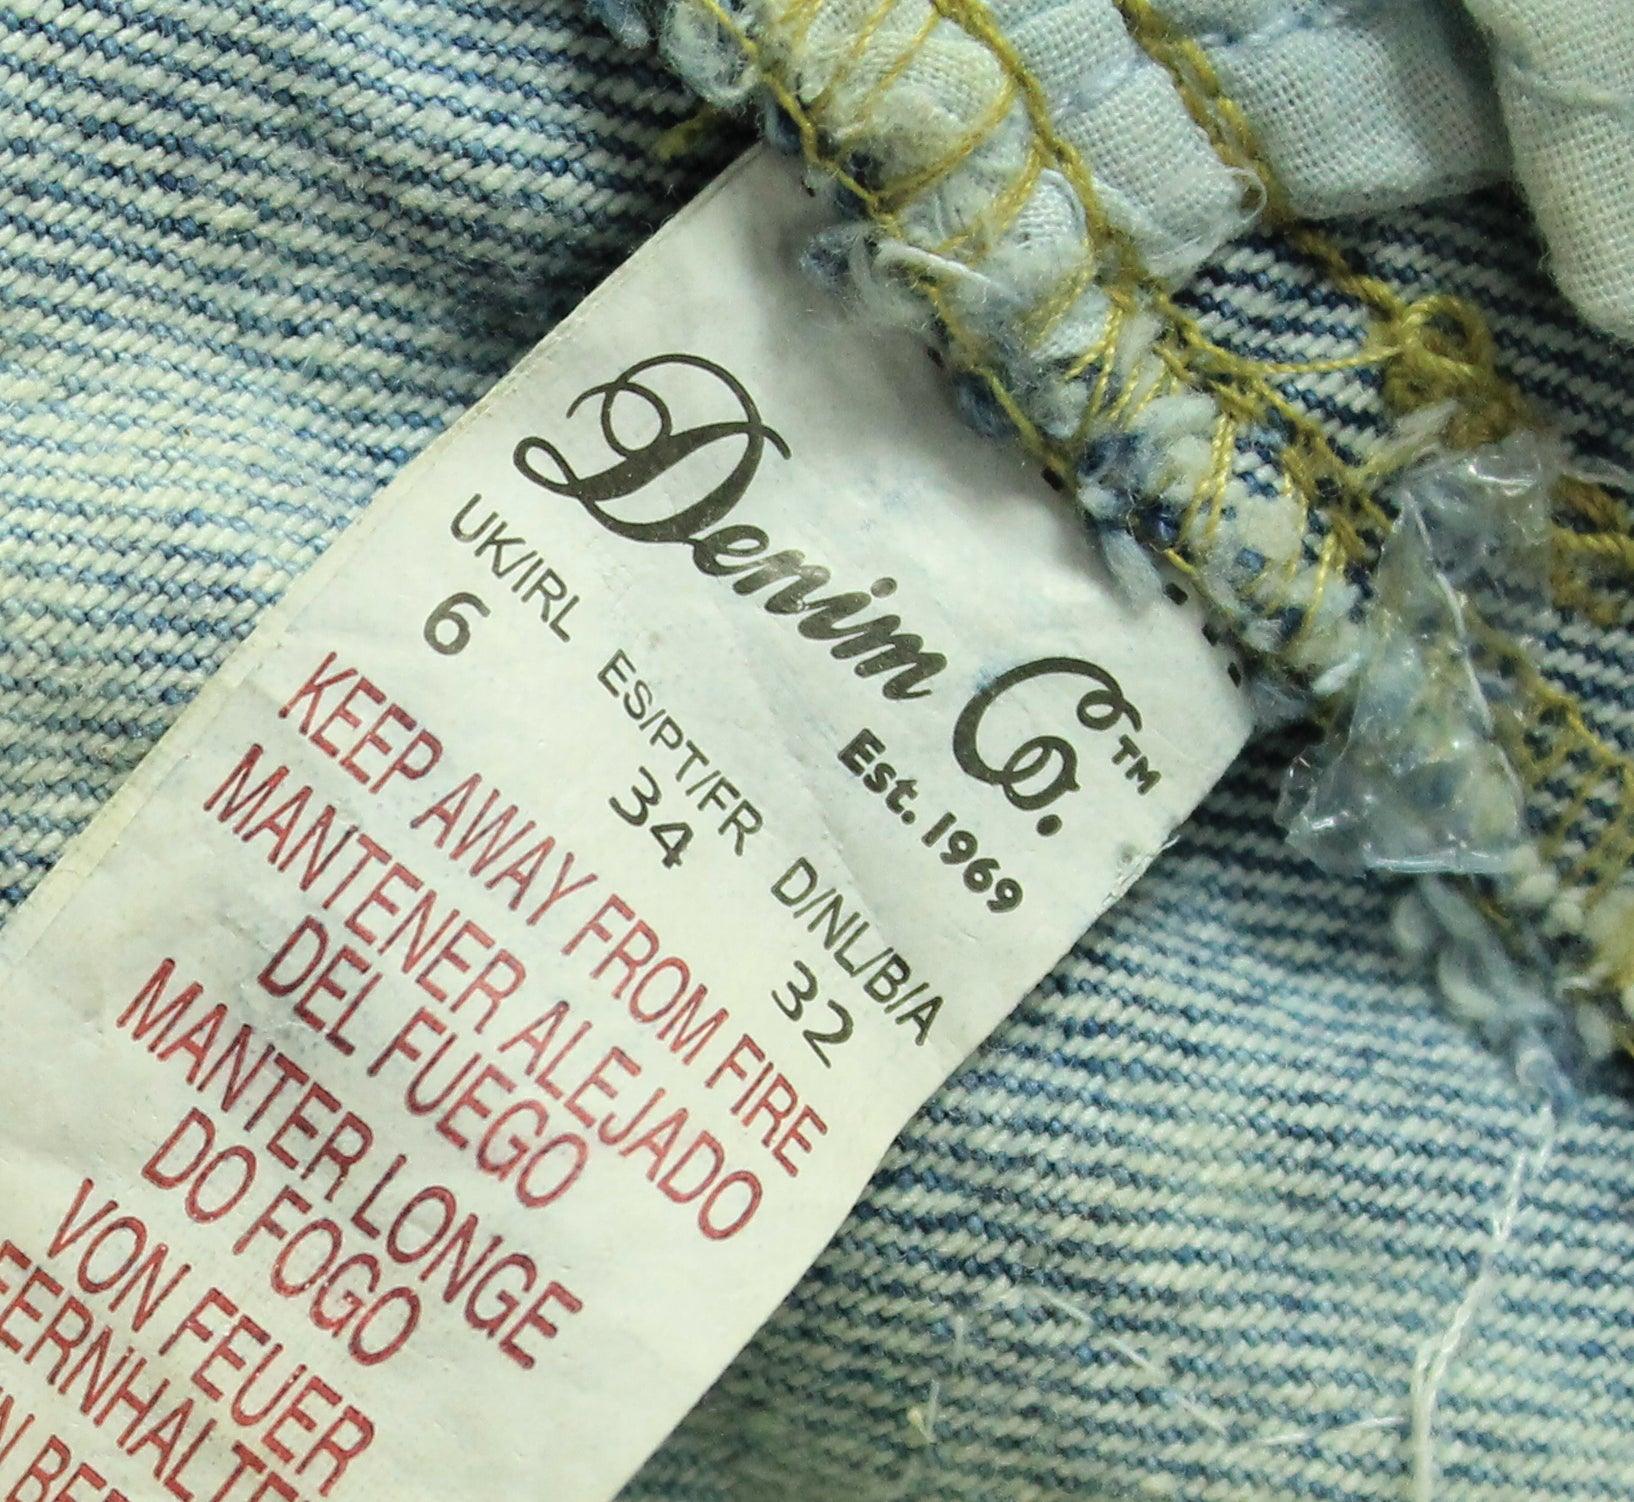 Denim Co.™
Est. 1969
UK/IRL ES/PT/FR D/NL/B/A
6 34 32
KEEP AWAY FROM FIRE
MANTENER ALEJADO
DEL FUEGO
MANTER LONGE
DO FOGO
VON FEUER